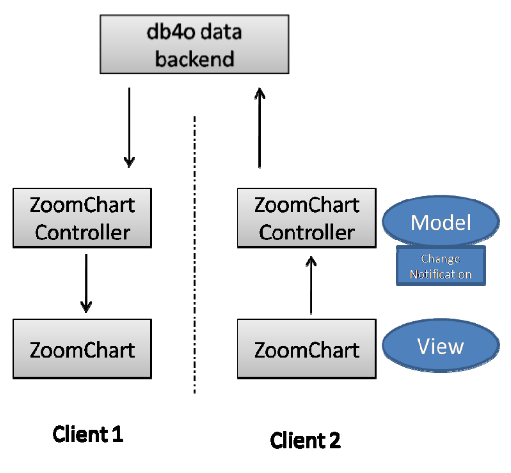 db4o data
backend
ZoomChart
Controller
ZoomChart
Controller
Model
Change
Notification
ZoomChart
ZoomChart
View
Client 1
Client 2